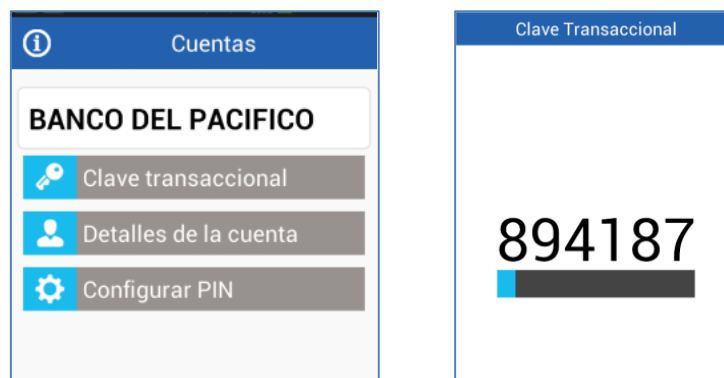 Cuentas
BANCO DEL PACIFICO
Clave transaccional
Detalles de la cuenta
Configurar PIN
Clave Transaccional
894187